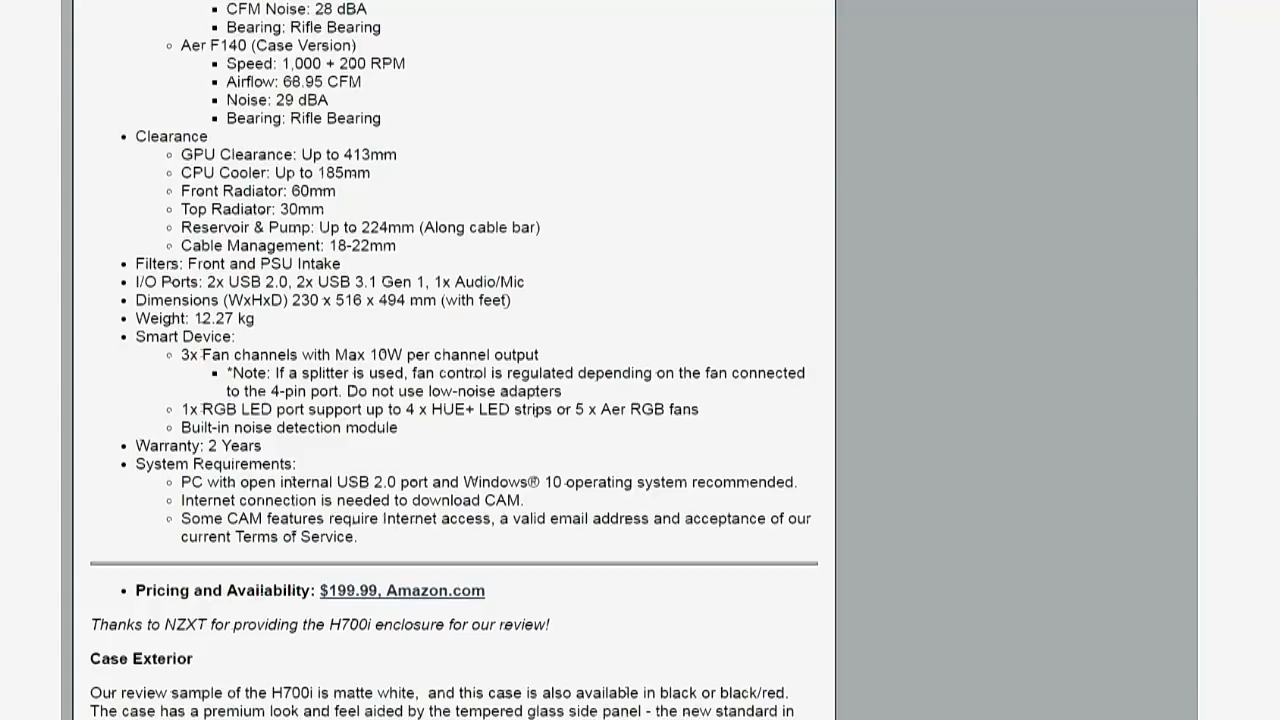 CFM Noise: 28 dBA
Bearing: Rifle Bearing
Aer F140 (Case Version)
Speed: 1,000 + 200 RPM
Airflow: 68.95 CFM
Noise: 29 dBA
Bearing: Rifle Bearing
Clearance
GPU Clearance: Up to 413mm
CPU Cooler: Up to 185mm
Front Radiator: 60mm
Top Radiator: 30mm
Reservoir & Pump: Up to 224mm (Along cable bar)
Cable Management: 18-22mm
Filters: Front and PSU Intake
I/O Ports: 2x USB 2.0, 2x USB 3.1 Gen 1, 1x Audio/Mic
Dimensions (WxHxD) 230 x 516 x 494 mm (with feet)
Weight: 12.27 kg
Smart Device:
3x Fan channels with Max 10W per channel output
*Note: If a splitter is used, fan control is regulated depending on the fan connected
to the 4-pin port. Do not use low-noise adapters
1x RGB LED port support up to 4 x HUE+ LED strips or 5 x Aer RGB fans
Built-in noise detection module
Warranty: 2 Years
System Requirements:
PC with open internal USB 2.0 port and Windows® 10 operating system recommended.
Internet connection is needed to download CAM.
Some CAM features require Internet access, a valid email address and acceptance of our
current Terms of Service.
Pricing and Availability: $199.99, Amazon.com
Thanks to NZXT for providing the H700i enclosure for our review!
Case Exterior
Our review sample of the H700i is matte white, and this case is also available in black or black/red.
The case has a premium look and feel aided by the tempered glass side panel - the new standard in